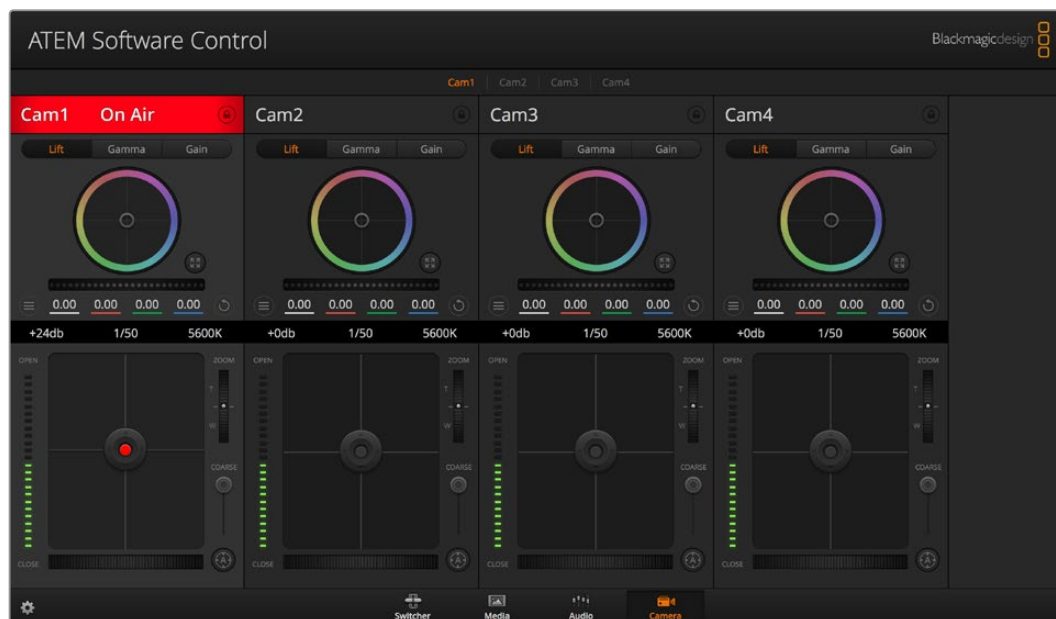 ATEM Software Control
Blackmagicdesign
Cam1 Cam2 Cam3 Cam4
Cam1 On Air Cam2 Cam3 Cam4
Lift Gamma Gain Lift Gamma Gain Lift Gamma Gain Lift Gamma Gain
0.00 0.00 0.00 0.00 0.00 0.00 0.00 0.00 0.00 0.00 0.00 0.00 0.00 0.00 0.00 0.00
+24db 1/50 5600K +0db 1/50 5600K +0db 1/50 5600K +0db 1/50 5600K
OPEN ZOOM OPEN ZOOM OPEN ZOOM OPEN ZOOM
T T T T
W W W W
COARSE COARSE COARSE COARSE
CLOSE A CLOSE A CLOSE A CLOSE A
Switcher Media Audio Camera